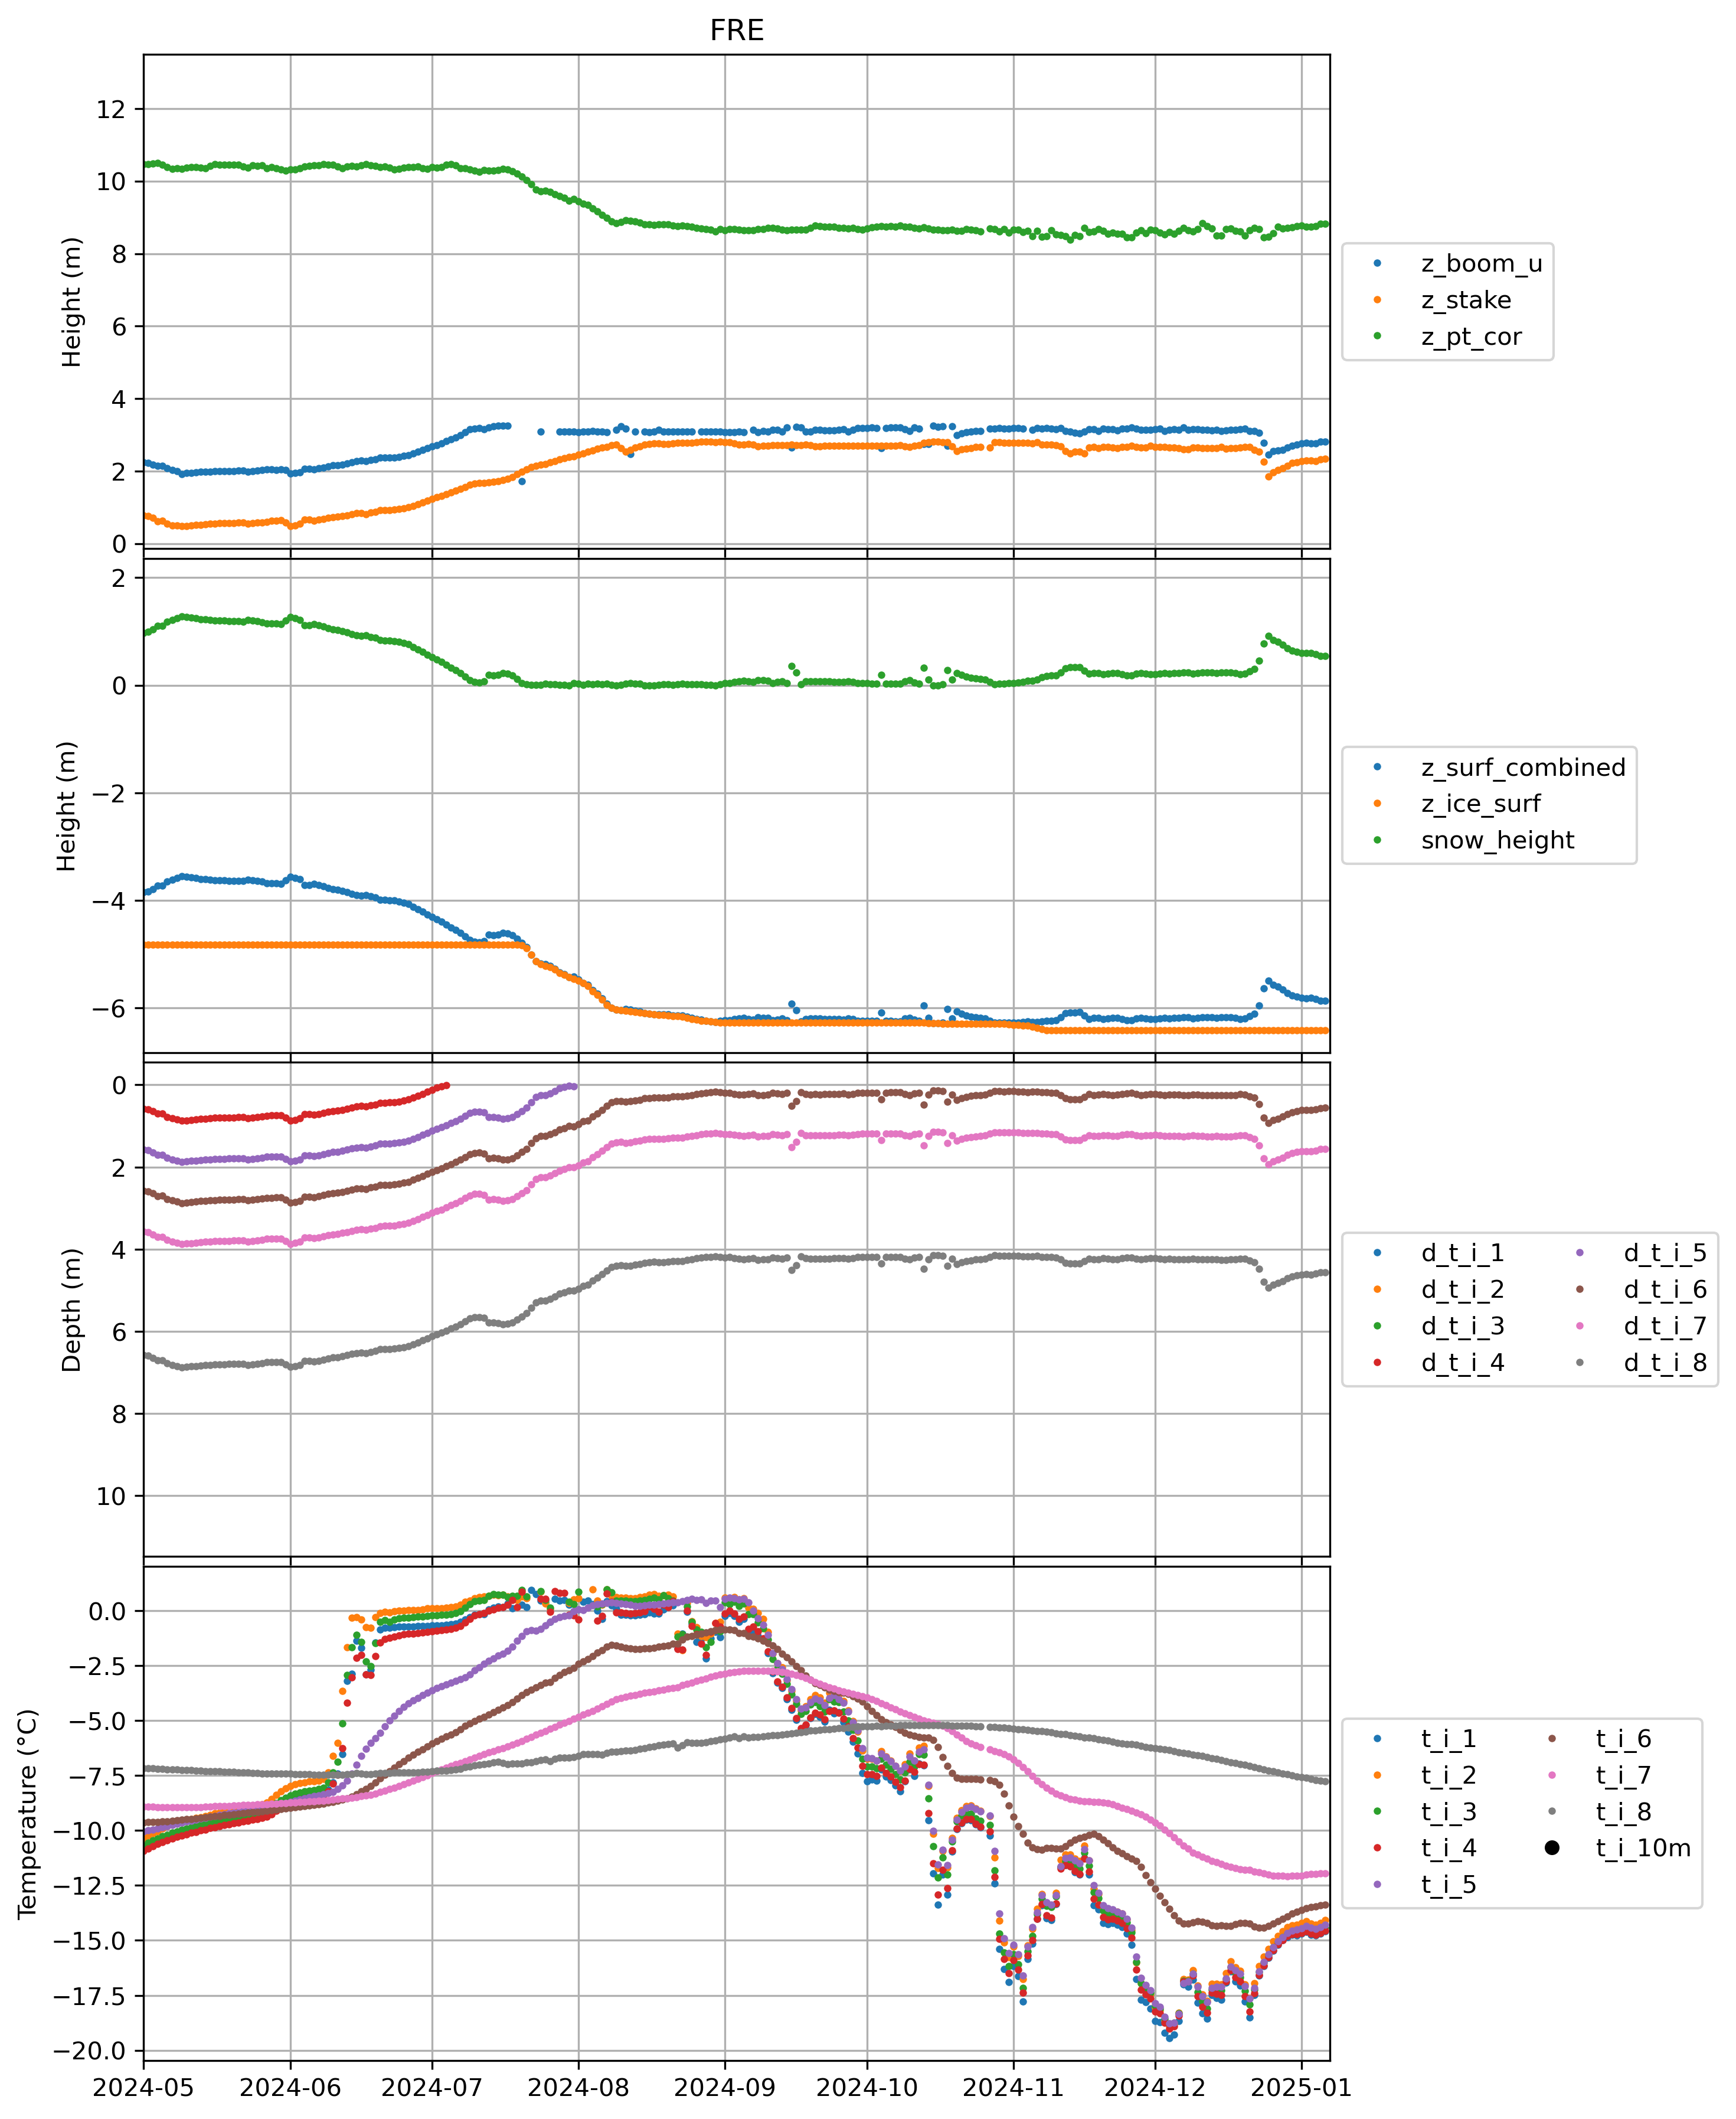 FRE
12
10
8
6
4
2
0
Height (m)
z_boom_u
z_stake
z_pt_cor
2
0
−2
−4
−6
Height (m)
z_surf_combined
z_ice_surf
snow_height
0
2
4
6
8
10
Depth (m)
d_t_i_1
d_t_i_2
d_t_i_3
d_t_i_4
d_t_i_5
d_t_i_6
d_t_i_7
d_t_i_8
0.0
−2.5
−5.0
−7.5
−10.0
−12.5
−15.0
−17.5
−20.0
Temperature (°C)
t_i_1
t_i_2
t_i_3
t_i_4
t_i_5
t_i_6
t_i_7
t_i_8
t_i_10m
2024-05 2024-06 2024-07 2024-08 2024-09 2024-10 2024-11 2024-12 2025-01